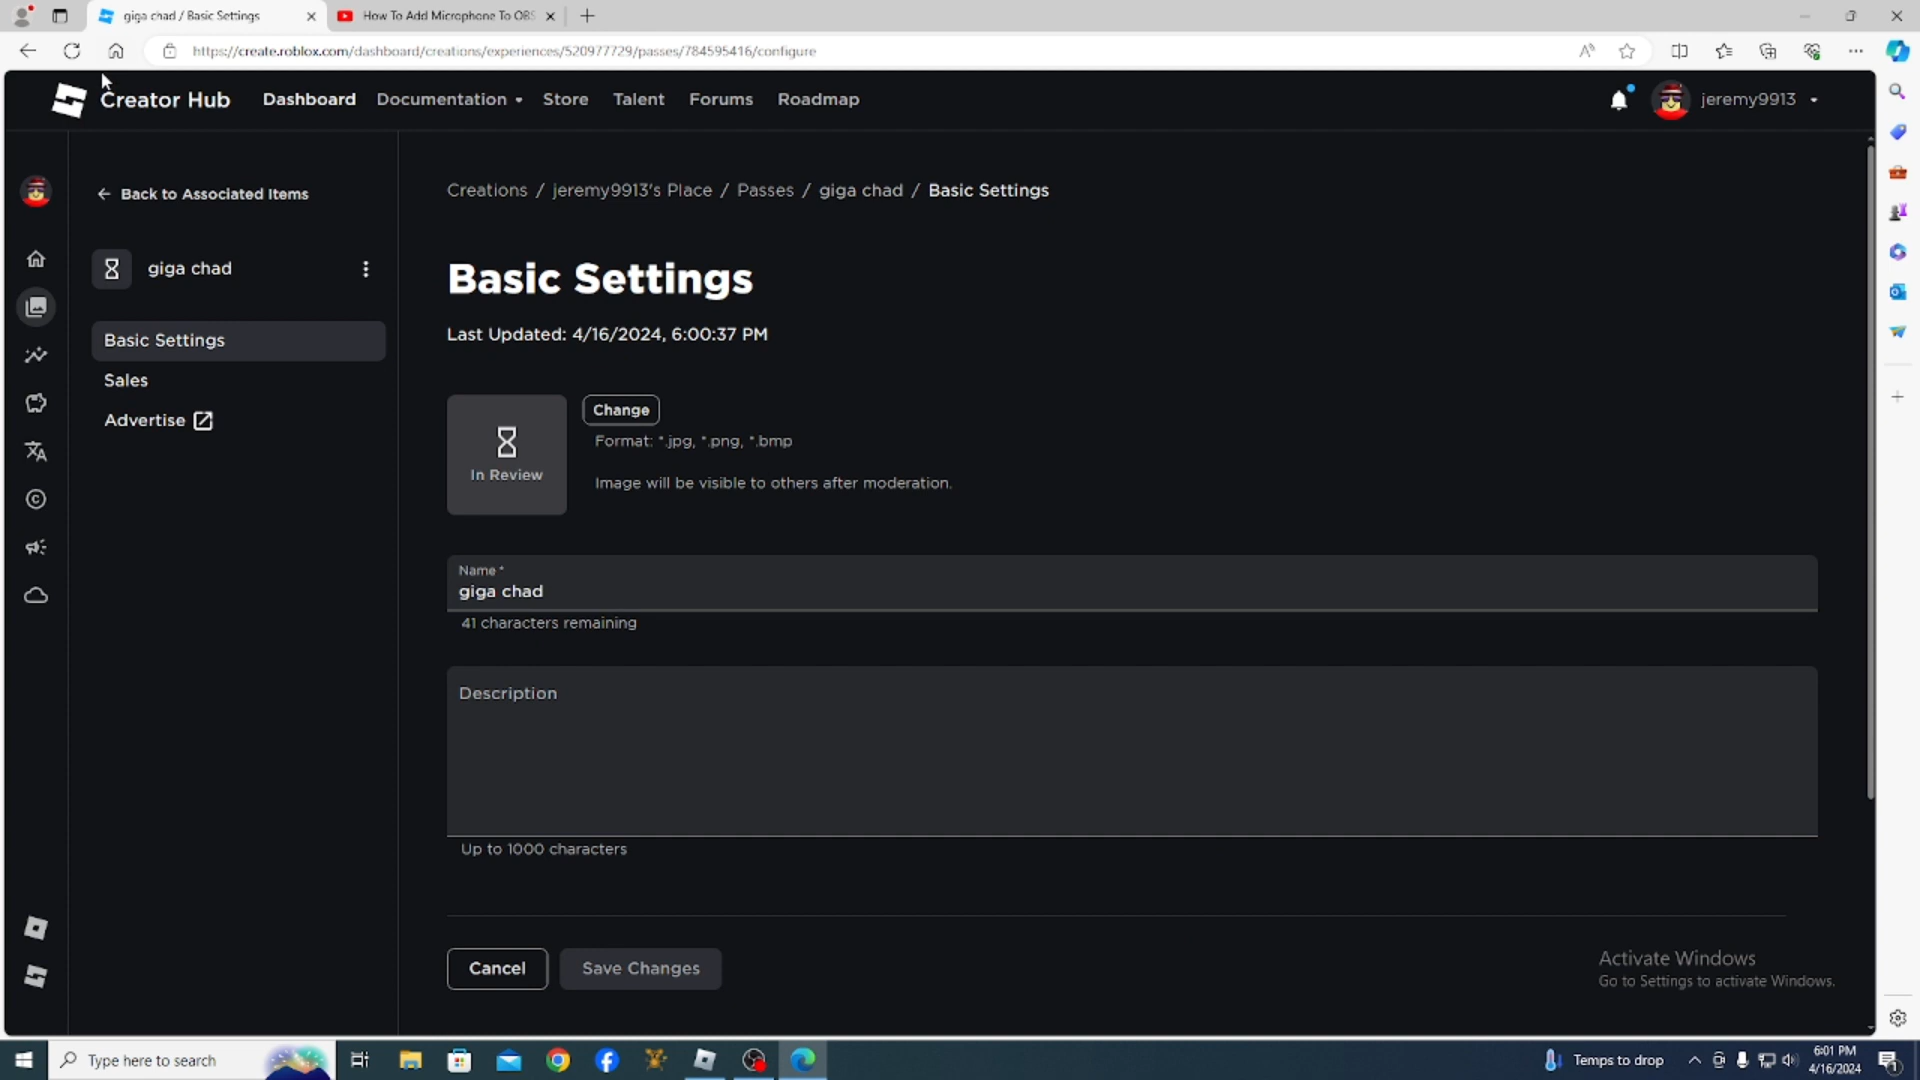 giga chad / Basic Settings
How To Add Microphone To OBS
https://create.roblox.com/dashboard/creations/experiences/520977729/passes/784595416/configure
Creator Hub
Dashboard
Documentation
Store
Talent
Forums
Roadmap
jeremy9913
Back to Associated Items
Creations / jeremy9913's Place / Passes / giga chad / Basic Settings
giga chad
Basic Settings
Sales
Advertise
Basic Settings
Last Updated: 4/16/2024, 6:00:37 PM
In Review
Change
Format: *.jpg, *.png, *.bmp
Image will be visible to others after moderation.
Name *
giga chad
41 characters remaining
Description
Up to 1000 characters
Cancel
Save Changes
Activate Windows
Go to Settings to activate Windows.
Type here to search
Temps to drop
6:01 PM
4/16/2024
1